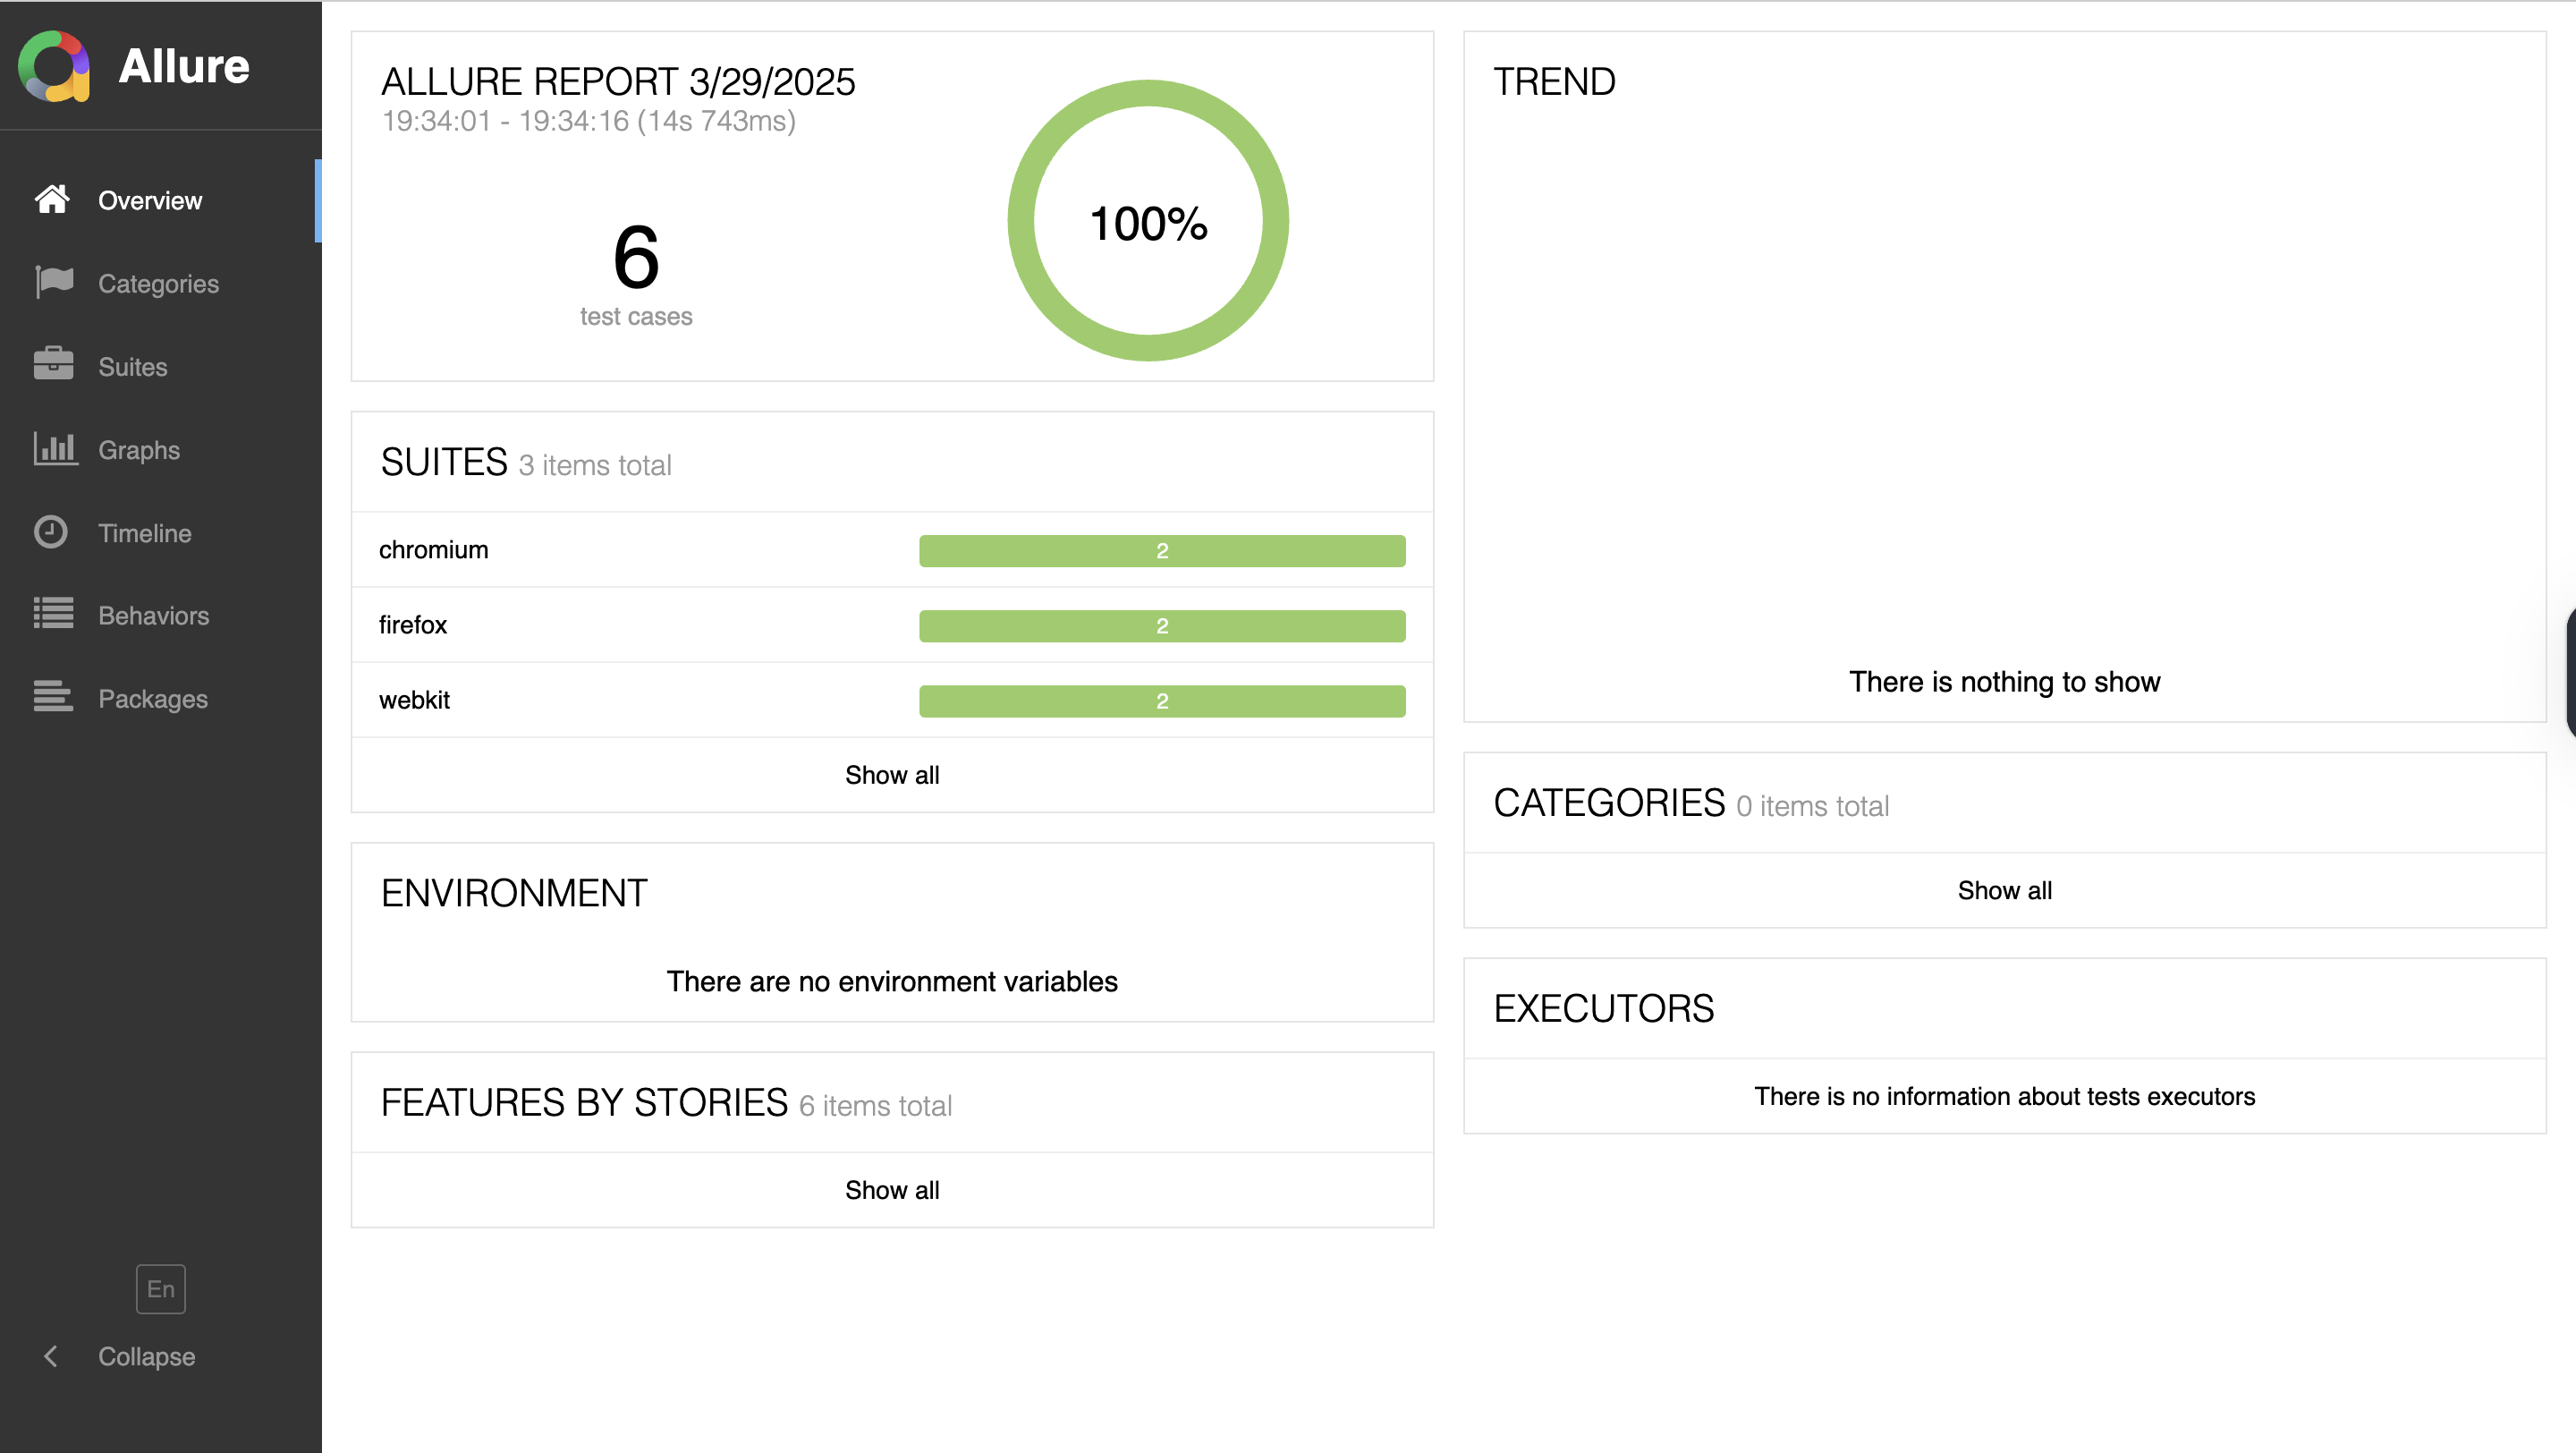 Allure
Overview
Categories
Suites
Graphs
Timeline
Behaviors
Packages
En
Collapse
ALLURE REPORT 3/29/2025
19:34:01 - 19:34:16 (14s 743ms)
6
test cases
100%
SUITES 3 items total
chromium 2
firefox 2
webkit 2
Show all
ENVIRONMENT
There are no environment variables
FEATURES BY STORIES 6 items total
Show all
TREND
There is nothing to show
CATEGORIES 0 items total
Show all
EXECUTORS
There is no information about tests executors